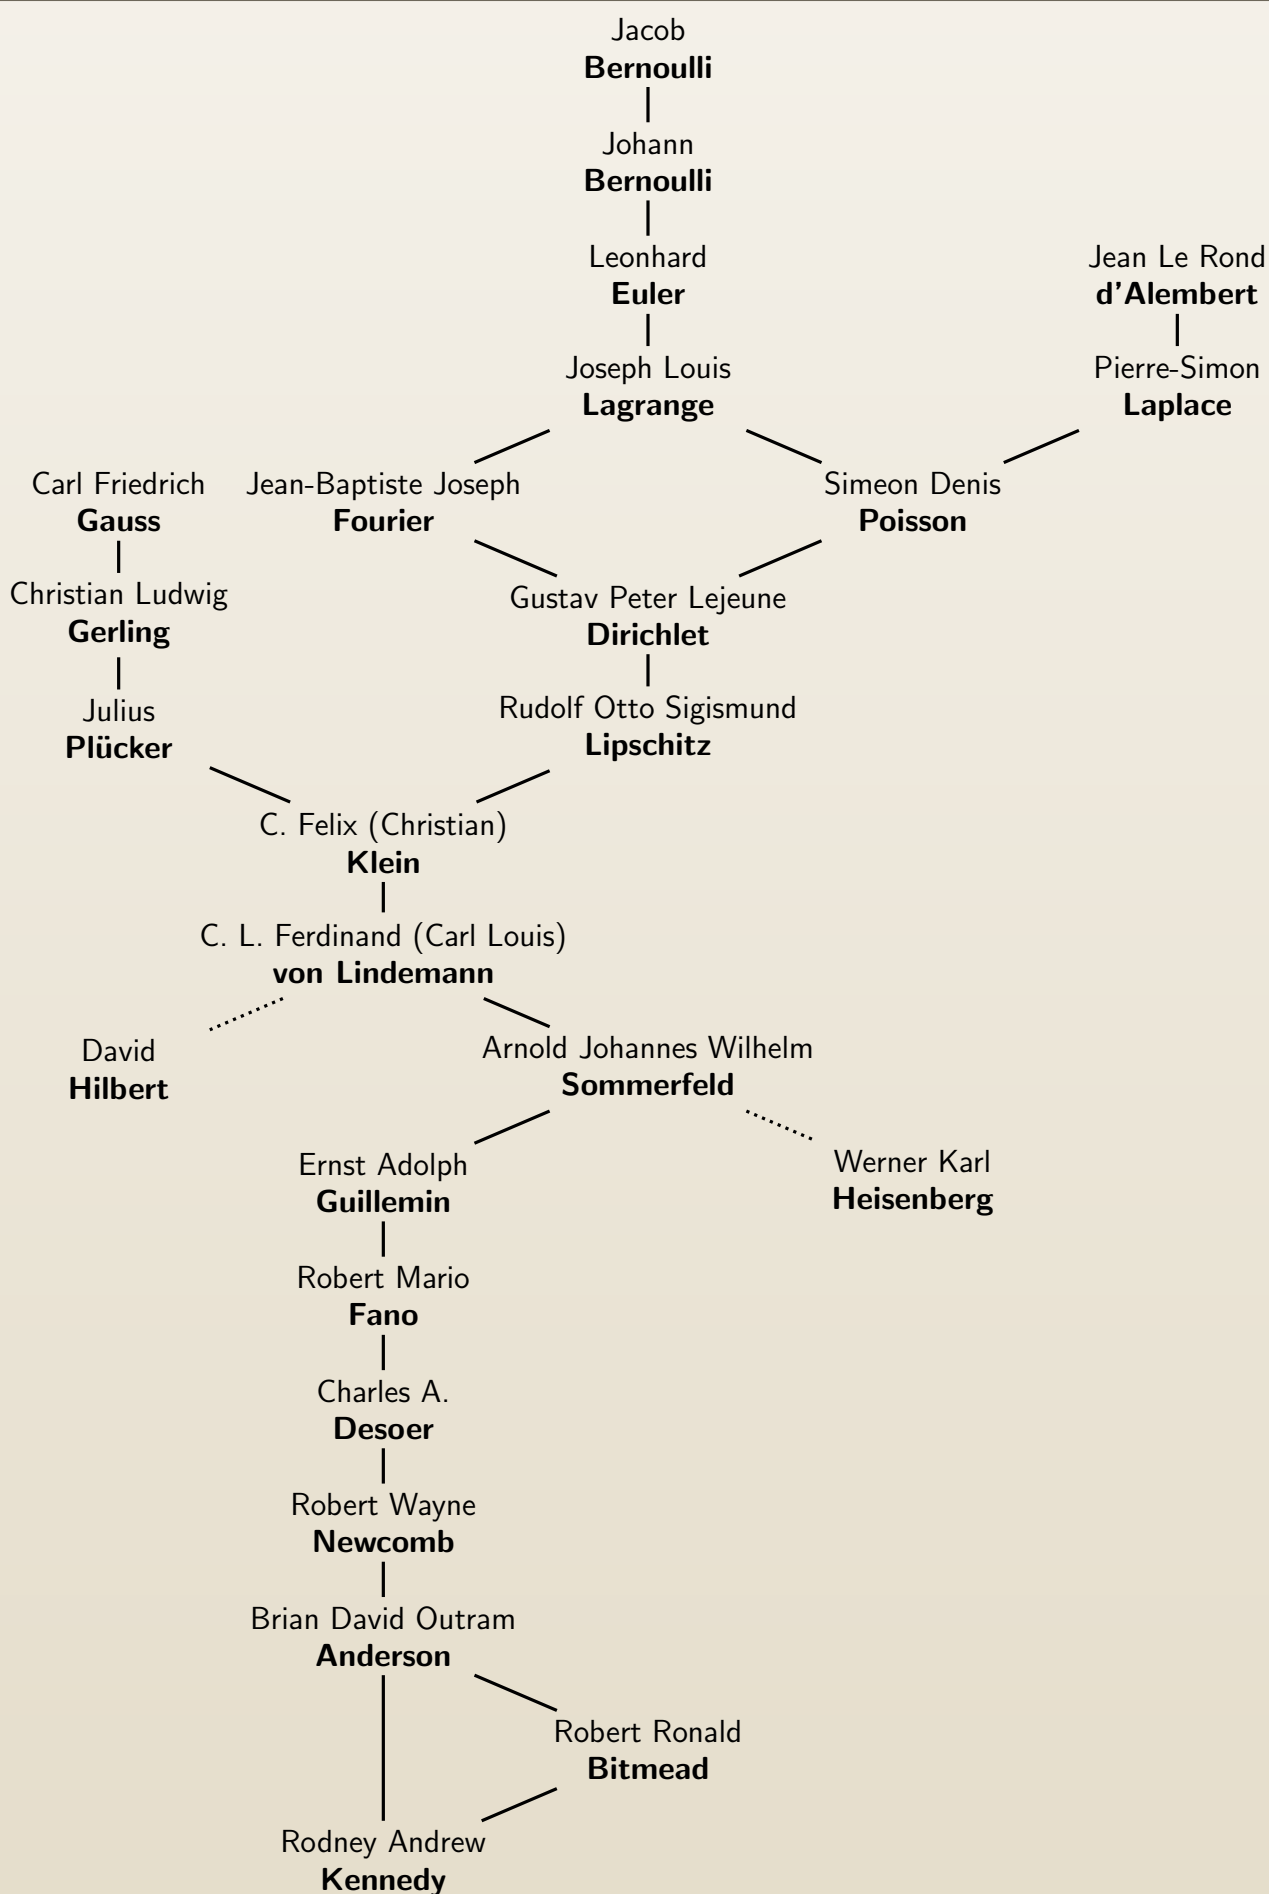 Jacob
Bernoulli
Johann
Bernoulli
Leonhard
Euler
Jean Le Rond
d'Alembert
Joseph Louis
Lagrange
Pierre-Simon
Laplace
Carl Friedrich
Gauss
Jean-Baptiste Joseph
Fourier
Simeon Denis
Poisson
Christian Ludwig
Gerling
Gustav Peter Lejeune
Dirichlet
Julius
Plücker
Rudolf Otto Sigismund
Lipschitz
C. Felix (Christian)
Klein
C. L. Ferdinand (Carl Louis)
von Lindemann
David
Hilbert
Arnold Johannes Wilhelm
Sommerfeld
Ernst Adolph
Guillemin
Werner Karl
Heisenberg
Robert Mario
Fano
Charles A.
Desoer
Robert Wayne
Newcomb
Brian David Outram
Anderson
Robert Ronald
Bitmead
Rodney Andrew
Kennedy